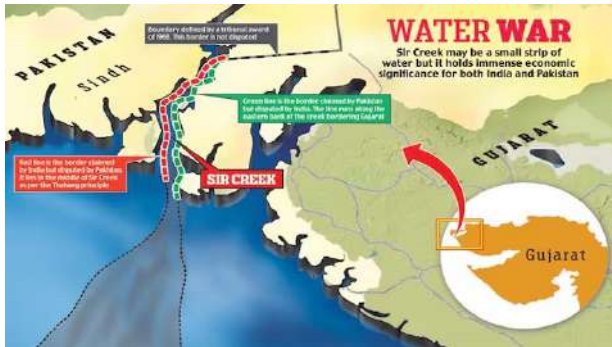 WATER WAR
Sir Creek may be a small strip of
water but it holds immense economic
significance for both India and Pakistan
Boundary defined by a tribunal award
of 1968. This border is not disputed
PAKISTAN
Sindh
Green line is the border claimed by Pakistan
but disputed by India. The line runs along the
eastern bank of the creek bordering Gujarat
Red line is the border claimed
by India but disputed by Pakistan.
It lies in the middle of Sir Creek
as per the Thalweg principle
SIR CREEK
GUJARAT
Gujarat